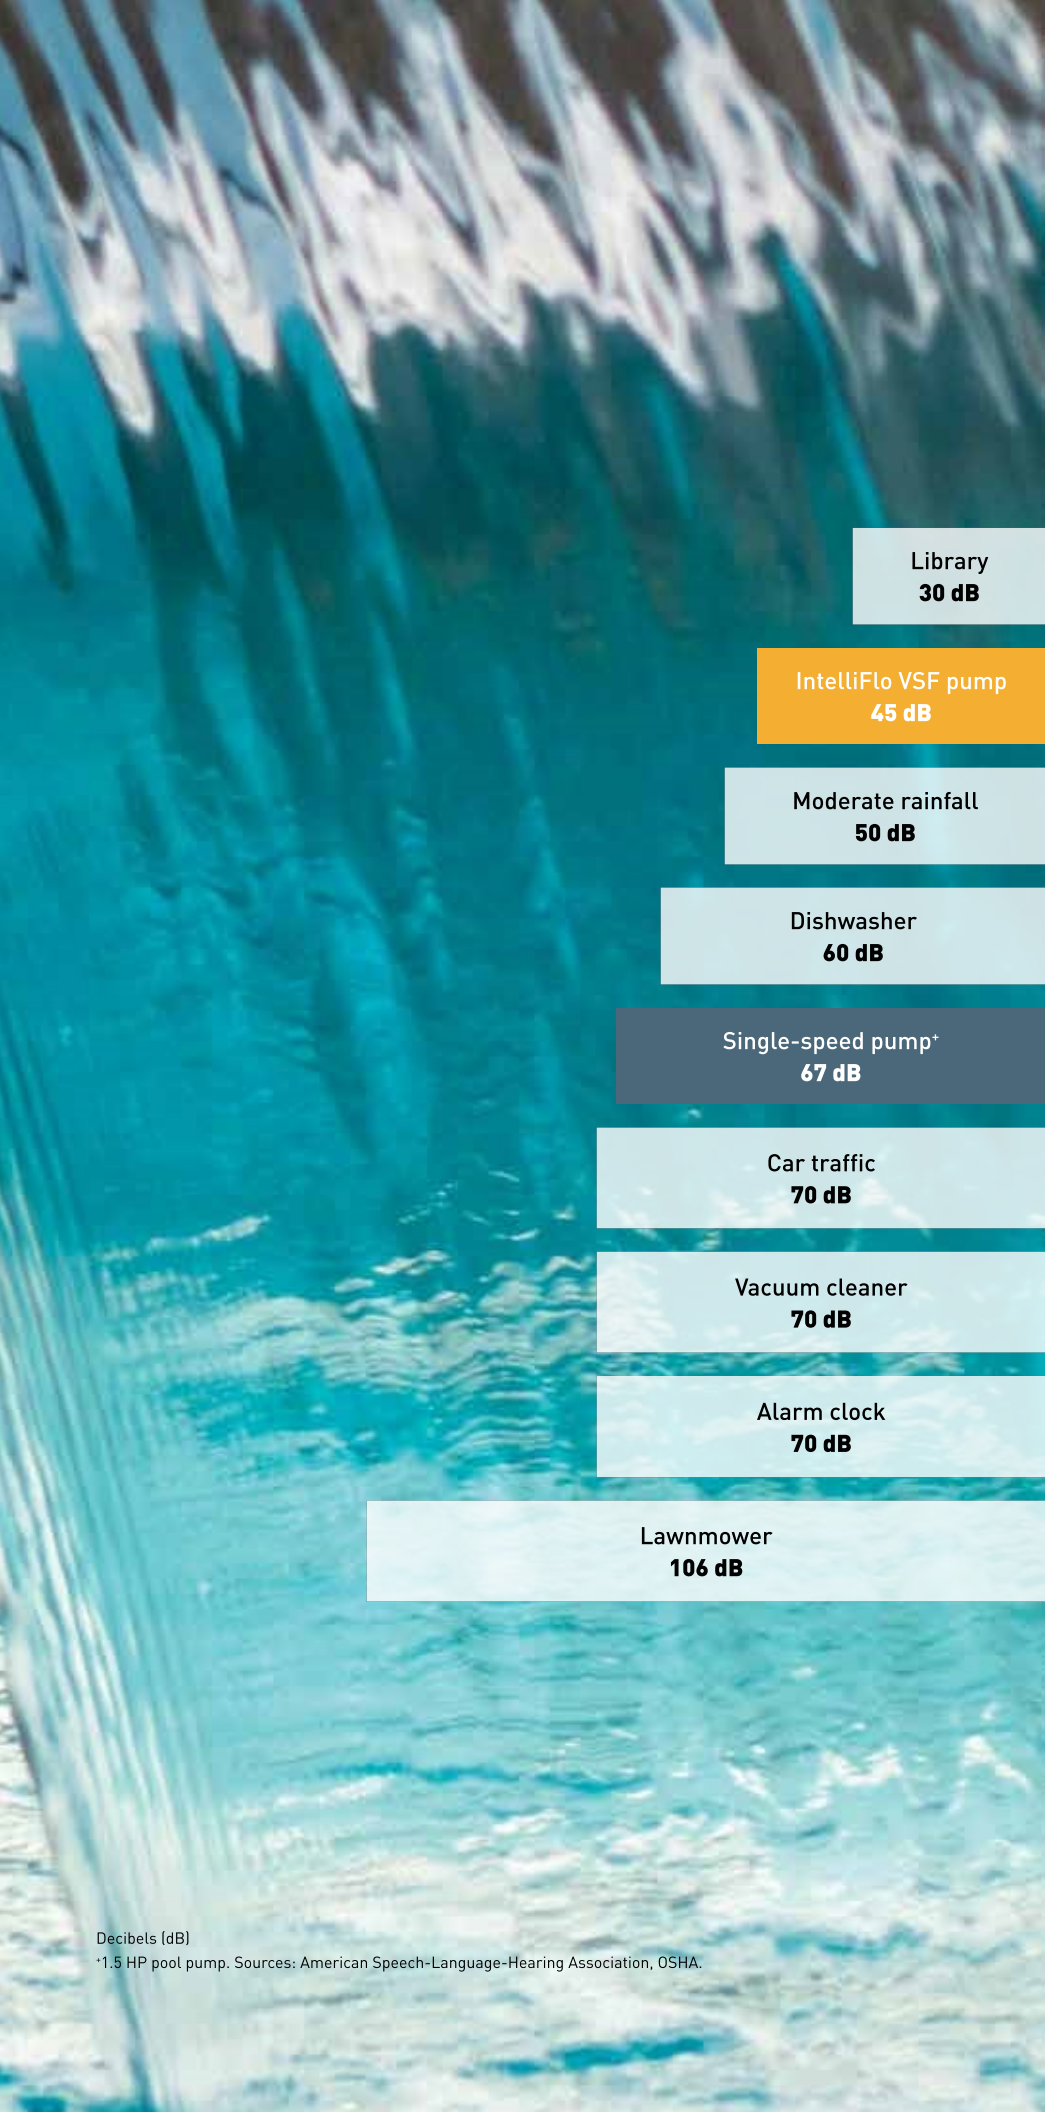 Library
30 dB
IntelliFlo VSF pump
45 dB
Moderate rainfall
50 dB
Dishwasher
60 dB
Single-speed pump+
67 dB
Car traffic
70 dB
Vacuum cleaner
70 dB
Alarm clock
70 dB
Lawnmower
106 dB
Decibels (dB)
+1.5 HP pool pump. Sources: American Speech-Language-Hearing Association, OSHA.